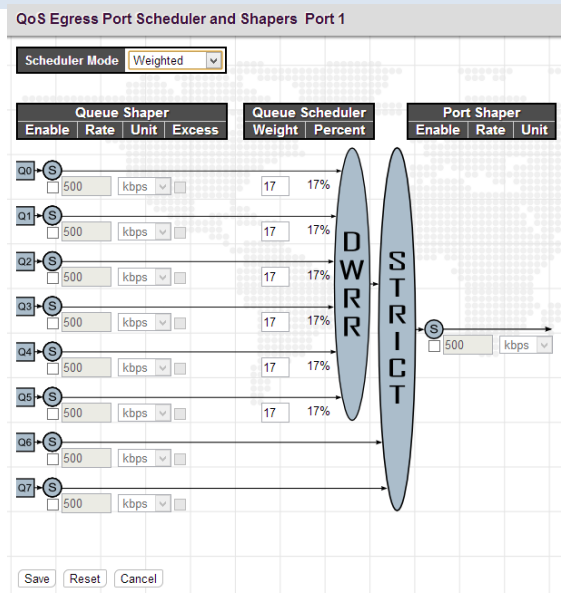 QoS Egress Port Scheduler and Shapers Port 1
Scheduler Mode Weighted
Queue Shaper Queue Scheduler Port Shaper
Enable Rate Unit Excess Weight Percent Enable Rate Unit
Q0 S
500 kbps 17 17%
Q1 S
500 kbps 17 17%
Q2 S
500 kbps 17 17%
Q3 S
500 kbps 17 17%
Q4 S
500 kbps 17 17%
Q5 S
500 kbps 17 17%
Q6 S
500 kbps
Q7 S
500 kbps
DWRR
STRICT
S
500 kbps
Save Reset Cancel